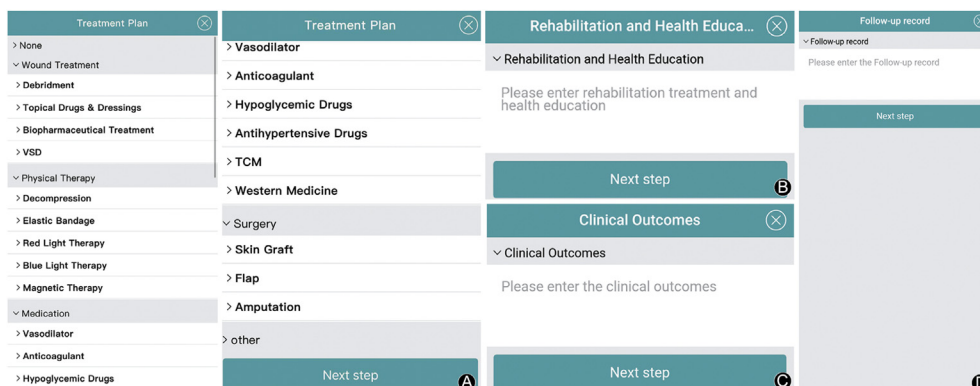 Treatment Plan
> None
Wound Treatment
> Debridment
> Topical Drugs & Dressings
> Biopharmaceutical Treatment
> VSD
Physical Therapy
> Decompression
> Elastic Bandage
> Red Light Therapy
> Blue Light Therapy
> Magnetic Therapy
Medication
> Vasodilator
> Anticoagulant
> Hypoglycemic Drugs
Treatment Plan
> Vasodilator
> Anticoagulant
> Hypoglycemic Drugs
> Antihypertensive Drugs
> TCM
> Western Medicine
Surgery
> Skin Graft
> Flap
> Amputation
> other
Next step
A
Rehabilitation and Health Educa...
Rehabilitation and Health Education
Please enter rehabilitation treatment and
health education
Next step
B
Clinical Outcomes
Clinical Outcomes
Please enter the clinical outcomes
Next step
C
Follow-up record
Follow-up record
Please enter the Follow-up record
Next step